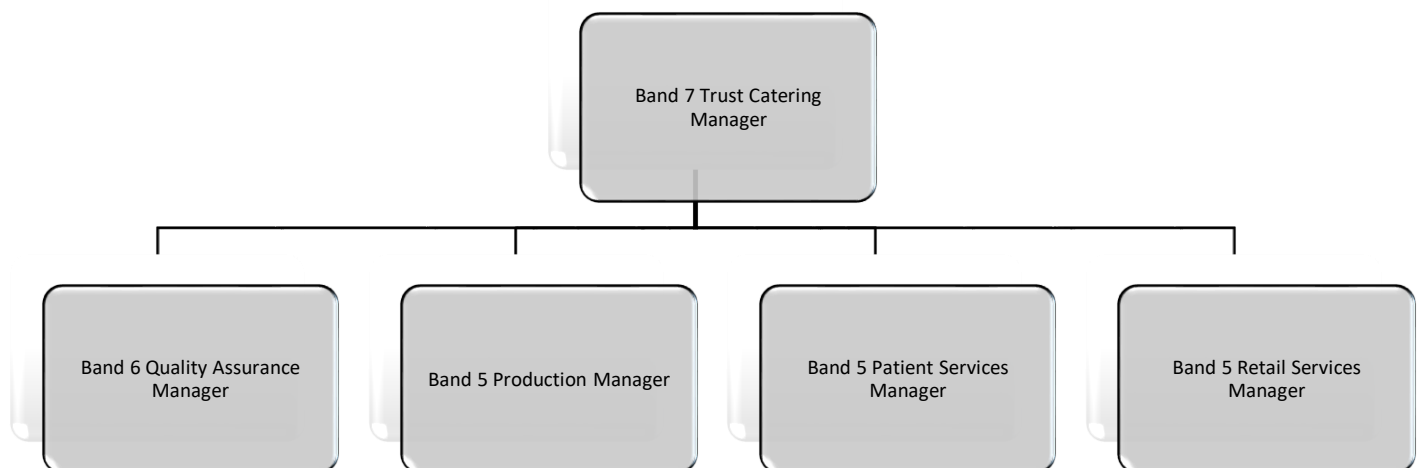 Band 7 Trust Catering
Manager
Band 6 Quality Assurance
Manager
Band 5 Production Manager
Band 5 Patient Services
Manager
Band 5 Retail Services
Manager